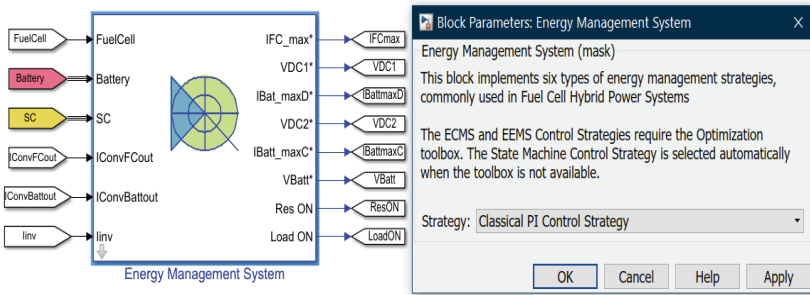 FuelCell
FuelCell
IFC_max*
IFCmax
VDC1*
VDC1
Battery
Battery
IBat_maxD*
IBattmaxD
SC
SC
VDC2*
VDC2
IConvFCout
IConvFCout
IBatt_maxC*
IBattmaxC
VBatt*
VBatt
IConvBattout
IConvBattout
Res ON
ResON
Iinv
Iinv
Load ON
LoadON
Energy Management System
Block Parameters: Energy Management System
X
Energy Management System (mask)
This block implements six types of energy management strategies,
commonly used in Fuel Cell Hybrid Power Systems
The ECMS and EEMS Control Strategies require the Optimization
toolbox. The State Machine Control Strategy is selected automatically
when the toolbox is not available.
Strategy: Classical PI Control Strategy
OK Cancel Help Apply